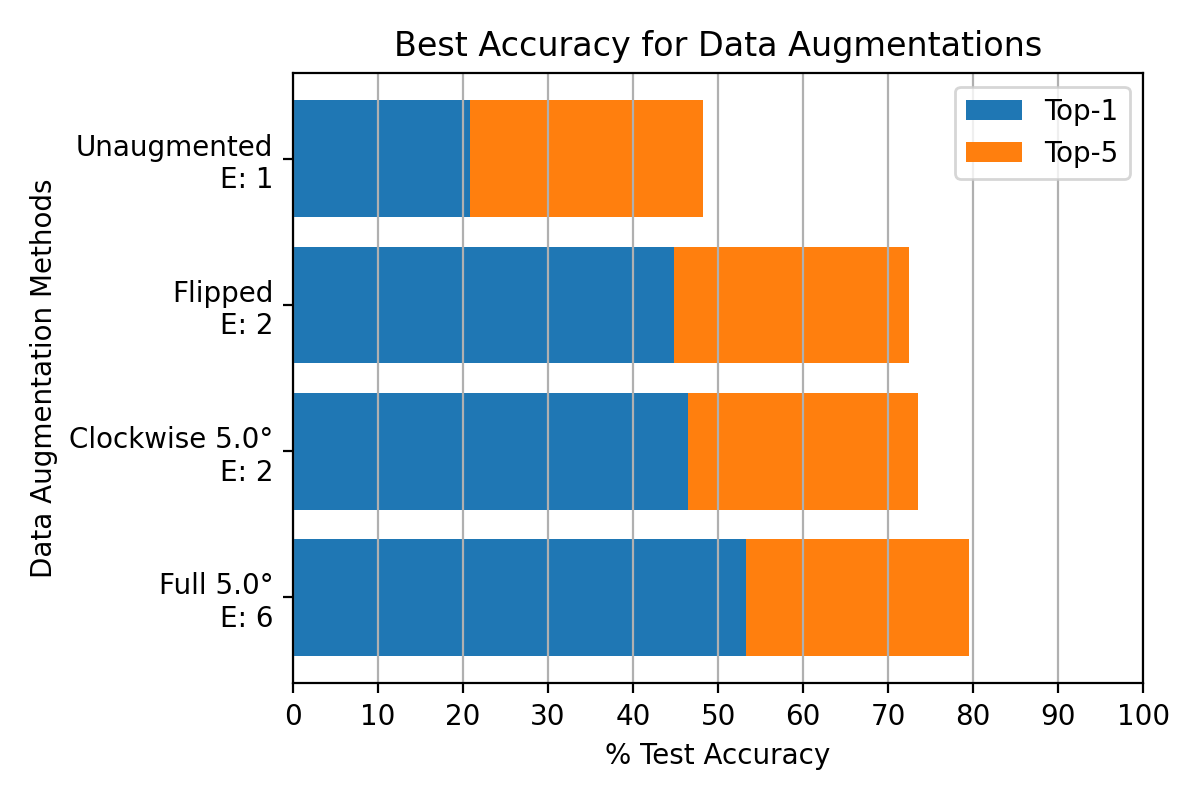 Best Accuracy for Data Augmentations
Top-1
Top-5
Data Augmentation Methods
Unaugmented
E: 1
Flipped
E: 2
Clockwise 5.0°
E: 2
Full 5.0°
E: 6
0 10 20 30 40 50 60 70 80 90 100
% Test Accuracy